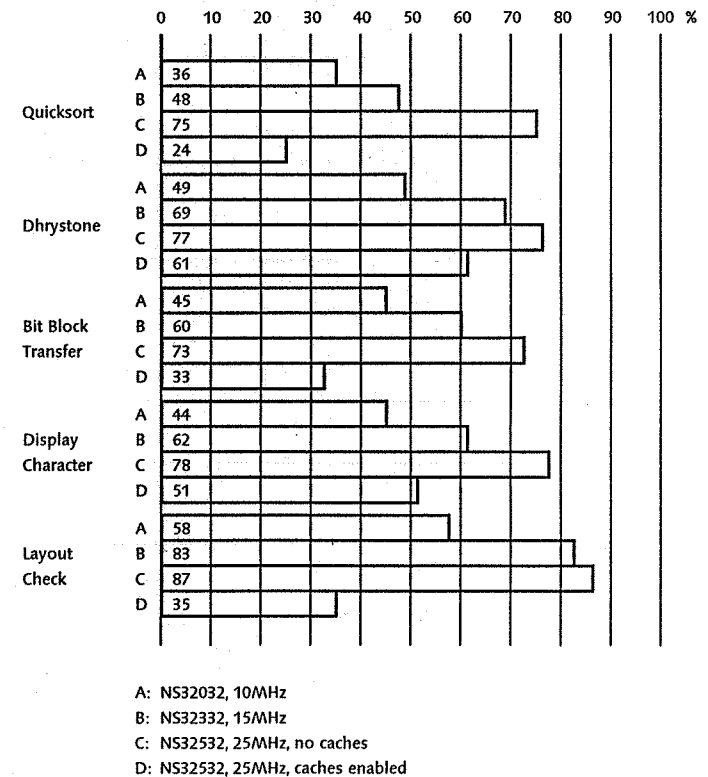 0 10 20 30 40 50 60 70 80 90 100 %
Quicksort
A 36
B 48
C 75
D 24
Dhrystone
A 49
B 69
C 77
D 61
Bit Block
Transfer
A 45
B 60
C 73
D 33
Display
Character
A 44
B 62
C 78
D 51
Layout
Check
A 58
B 83
C 87
D 35
A: NS32032, 10MHz
B: NS32332, 15MHz
C: NS32532, 25MHz, no caches
D: NS32532, 25MHz, caches enabled